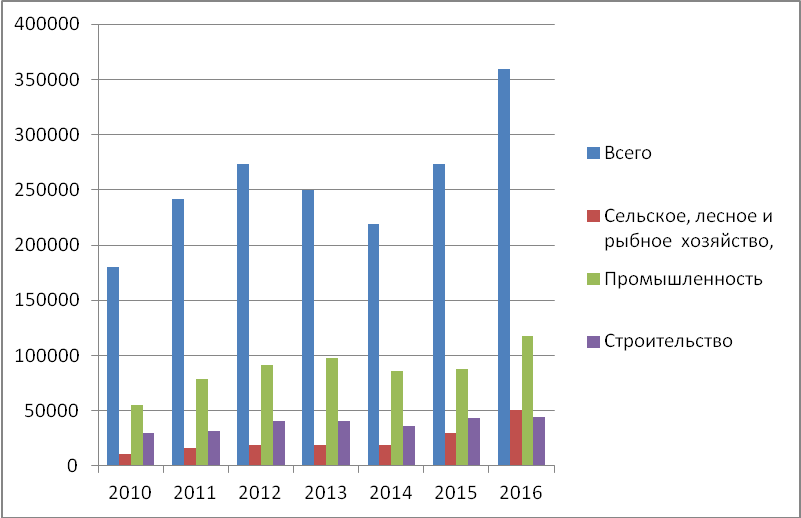 400000
350000
300000
250000
200000
150000
100000
50000
0
2010 2011 2012 2013 2014 2015 2016
Всего
Сельское, лесное и
рыбное хозяйство,
Промышленность
Строительство